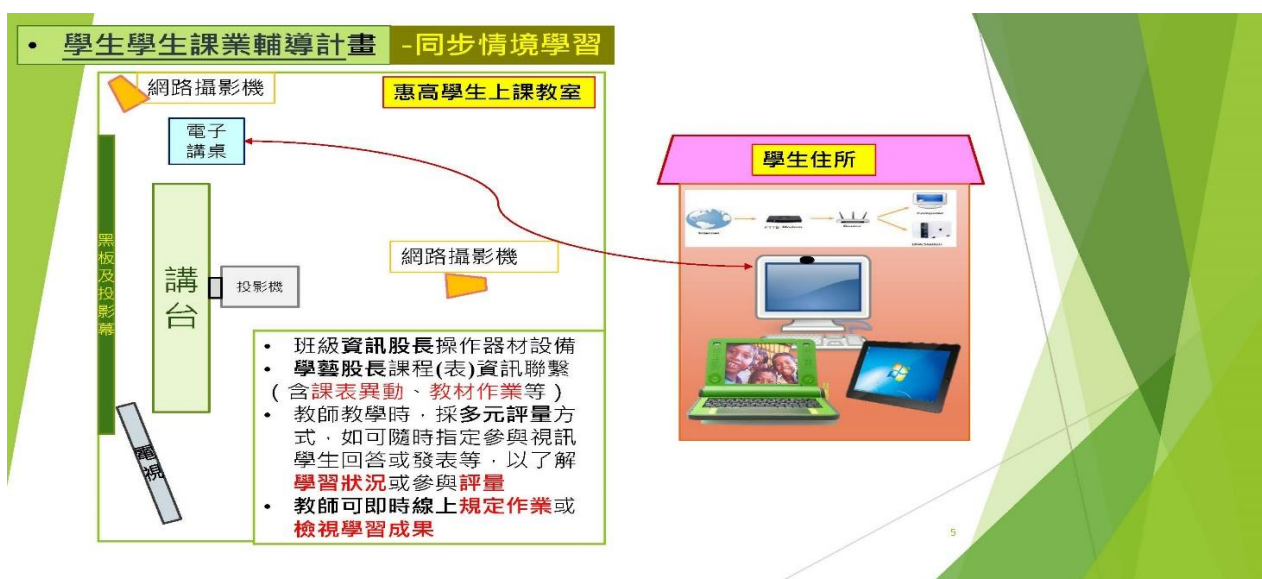 • 學生學生課業輔導計畫 -同步情境學習
網路攝影機
惠高學生上課教室
電子
講桌
黑板及投影幕
講台
投影機
網路攝影機
電視
• 班級資訊股長操作器材設備
• 學藝股長課程(表)資訊聯繫
(含課表異動、教材作業等)
• 教師教學時，採多元評量方
式，如可隨時指定參與視訊
學生回答或發表等，以了解
學習狀況或參與評量
• 教師可即時線上規定作業或
檢視學習成果
學生住所
Internet
Router
Computer
5